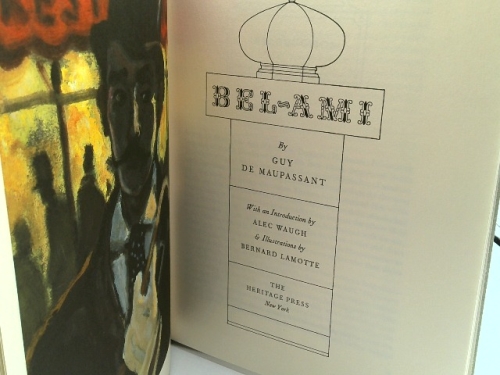 BEL-AMI
By
GUY
DE MAUPASSANT
With an Introduction by
ALEC WAUGH
& Illustrations by
BERNARD LAMOTTE
THE
HERITAGE PRESS
New York